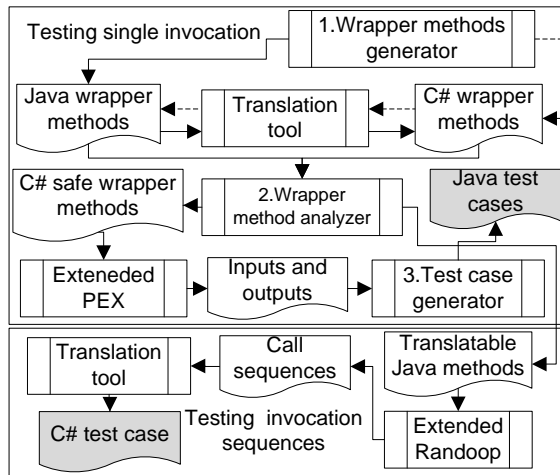 Testing single invocation
1.Wrapper methods
generator
Java wrapper
methods
Translation
tool
C# wrapper
methods
C# safe wrapper
methods
2.Wrapper
method analyzer
Java test
cases
Exteneded
PEX
Inputs and
outputs
3.Test case
generator
Translation
tool
Call
sequences
Translatable
Java methods
C# test case
Testing invocation
sequences
Extended
Randoop